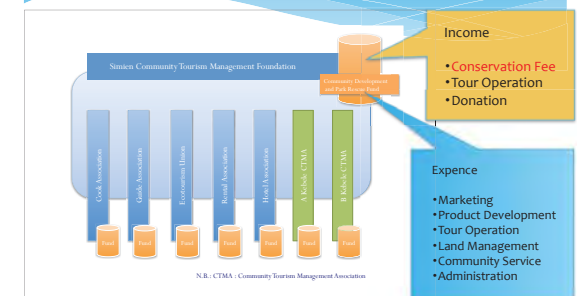 Simien Community Tourism Management Foundation
Community Development
and Park Rescue Fund
Cook Association
Guide Association
Ecotourism Union
Rental Association
Hotel Association
A Kebele CTMA
B Kebele CTMA
Fund
Fund
Fund
Fund
Fund
Fund
Fund
N.B.: CTMA : Community Tourism Management Association
Income
•Conservation Fee
•Tour Operation
•Donation
Expence
•Marketing
•Product Development
•Tour Operation
•Land Management
•Community Service
•Administration